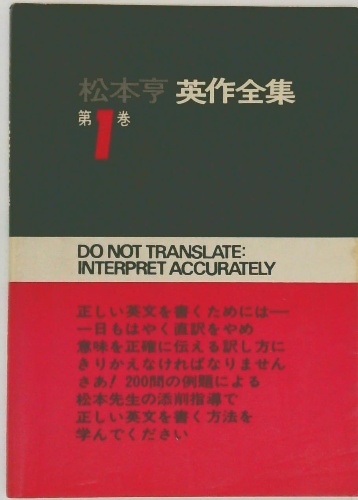 松本亨 英作全集
第1巻
DO NOT TRANSLATE:
INTERPRET ACCURATELY
正しい英文を書くためには——
一日もはやく直訳をやめ
意味を正確に伝える訳し方に
きりかえなければなりません
さあ! 200問の例題による
松本先生の添削指導で
正しい英文を書く方法を
学んでください